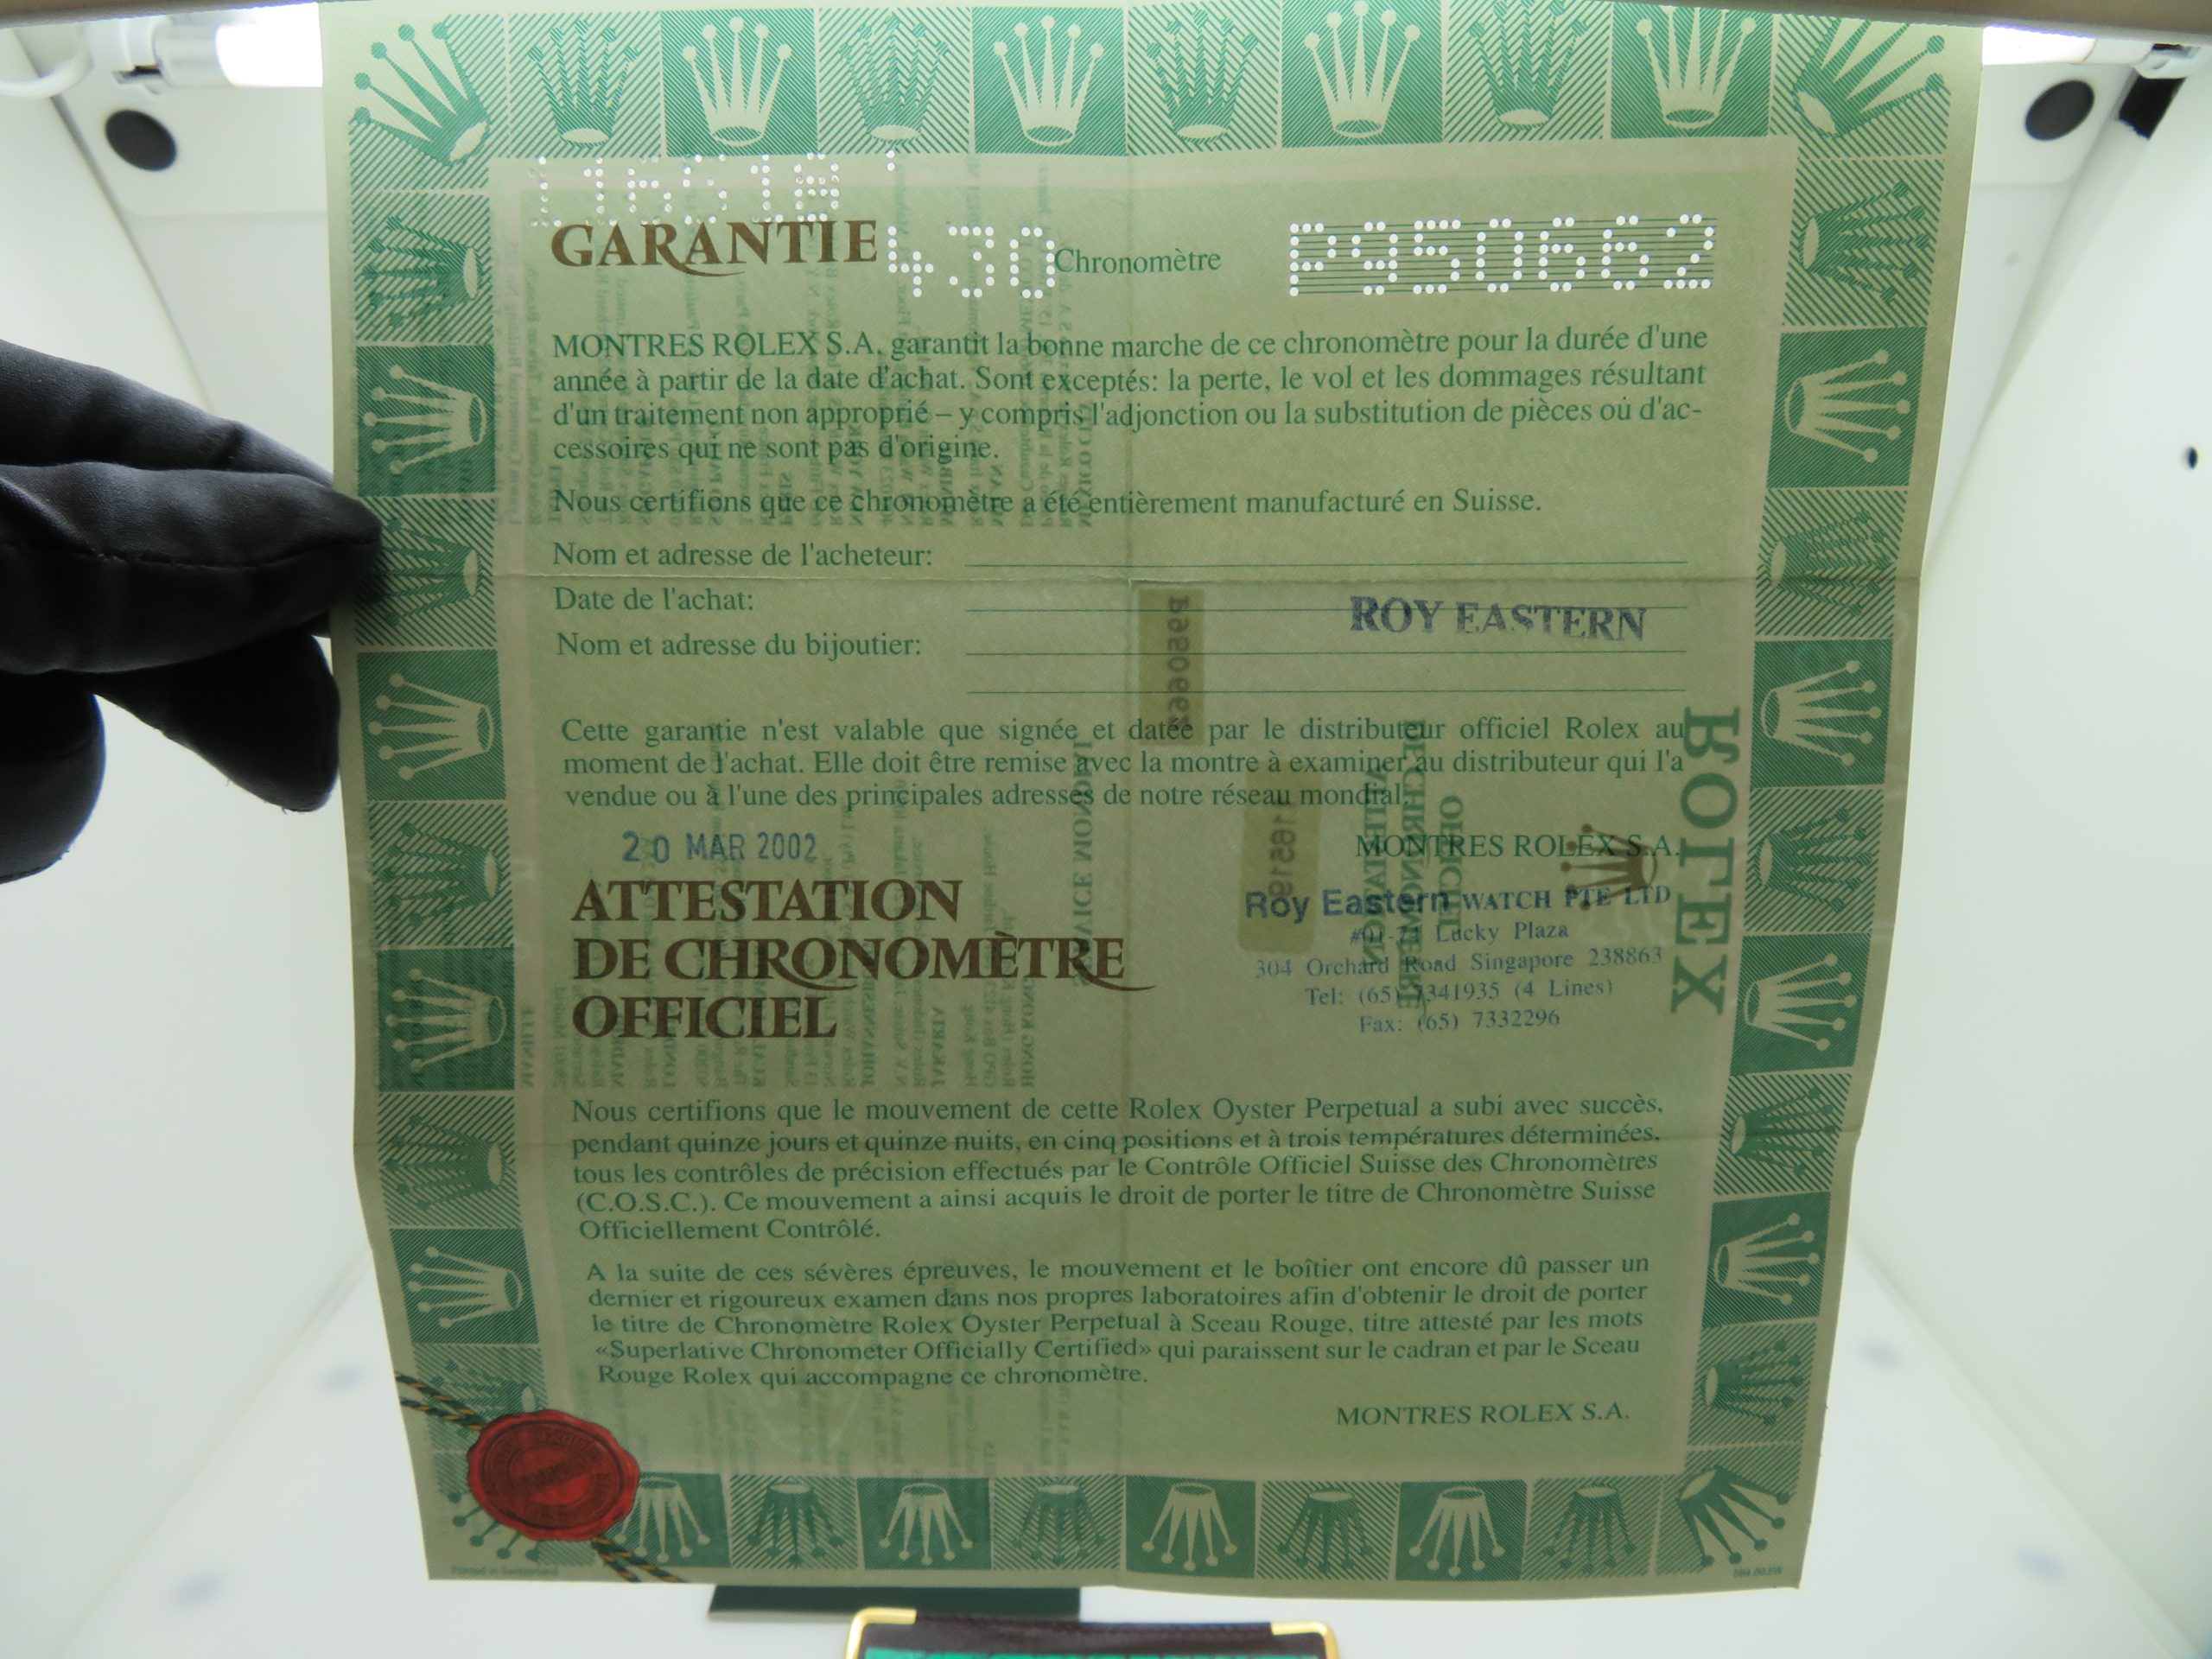 GARANTIE 430 Chronomètre P950662
MONTRES ROLEX S.A. garantit la bonne marche de ce chronomètre pour la durée d'une
année à partir de la date d'achat. Sont exceptés: la perte, le vol et les dommages résultant
d'un traitement non approprié – y compris l'adjonction ou la substitution de pièces ou d'ac-
cessoires qui ne sont pas d'origine.
Nous certifions que ce chronomètre a été entièrement manufacturé en Suisse.
Nom et adresse de l'acheteur:
Date de l'achat:
ROY EASTERN
Nom et adresse du bijoutier:
Cette garantie n'est valable que signée et datée par le distributeur officiel Rolex au
moment de l'achat. Elle doit être remise avec la montre à examiner au distributeur qui l'a
vendue ou à l'une des principales adresses de notre réseau mondial.
20 MAR 2002
MONTRES ROLEX S.A.
Roy Eastern WATCH PTE LTD
Lucky Plaza
304 Orchard Road Singapore 238863
Tel: (65) 7341935 (4 Lines)
Fax: (65) 7332296
ROLEX
ATTESTATION
DE CHRONOMÈTRE
OFFICIEL
Nous certifions que le mouvement de cette Rolex Oyster Perpetual a subi avec succès,
pendant quinze jours et quinze nuits, en cinq positions et à trois températures déterminées,
tous les contrôles de précision effectués par le Contrôle Officiel Suisse des Chronomètres
(C.O.S.C.). Ce mouvement a ainsi acquis le droit de porter le titre de Chronomètre Suisse
Officiellement Contrôlé.
A la suite de ces sévères épreuves, le mouvement et le boîtier ont encore dû passer un
dernier et rigoureux examen dans nos propres laboratoires afin d'obtenir le droit de porter
le titre de Chronomètre Rolex Oyster Perpetual à Sceau Rouge, titre attesté par les mots
«Superlative Chronometer Officially Certified» qui paraissent sur le cadran et par le Sceau
Rouge Rolex qui accompagne ce chronomètre.
MONTRES ROLEX S.A.
Printed in Switzerland